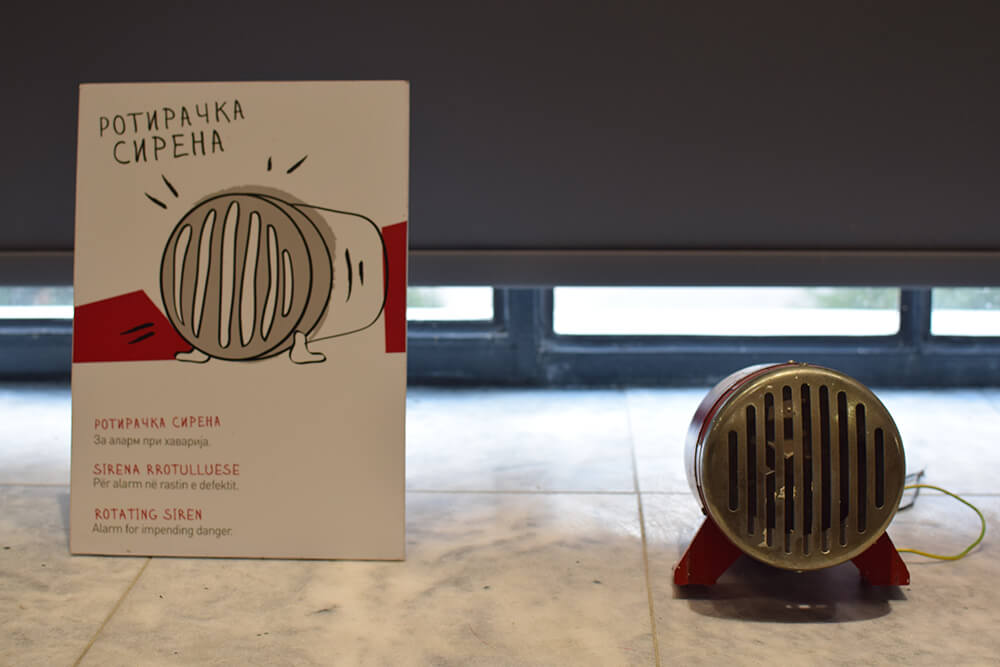 РОТИРАЧКА
СИРЕНА
РОТИРАЧКА СИРЕНА
За аларм при хаварија.
SIRENA RROTULLUESE
Për alarm në rastin e defektit.
ROTATING SIREN
Alarm for impending danger.